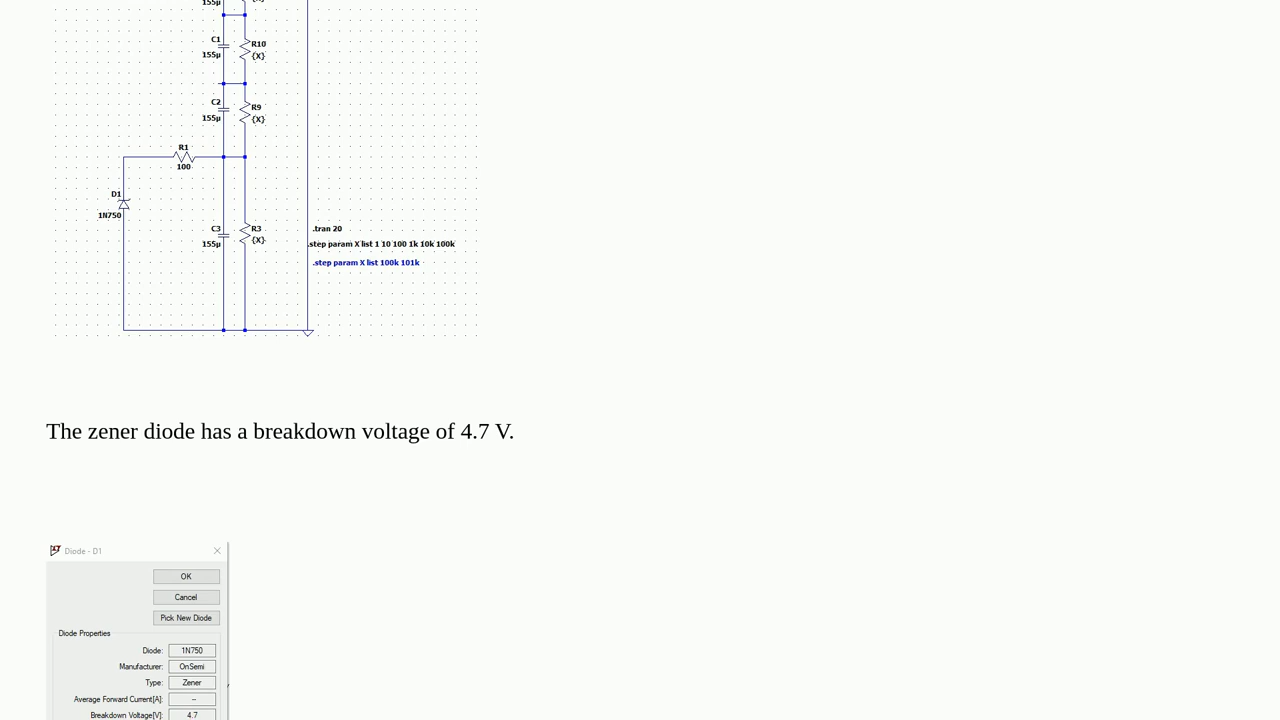 155µ
{X}
C1
R10
155µ
{X}
C2
R9
155µ
{X}
R1
100
D1
1N750
C3
R3
155µ
{X}
.tran 20
.step param X list 1 10 100 1k 10k 100k
.step param X list 100k 101k
The zener diode has a breakdown voltage of 4.7 V.
Diode - D1
OK
Cancel
Pick New Diode
Diode Properties
Diode: 1N750
Manufacturer: OnSemi
Type: Zener
Average Forward Current[A]: --
Breakdown Voltage[V]: 4.7